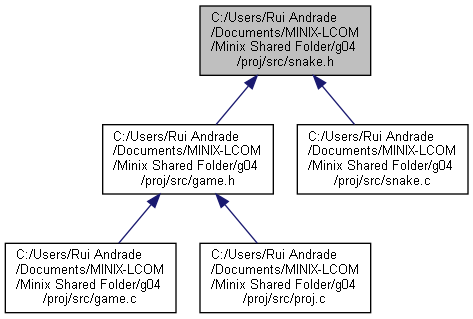 C:/Users/Rui Andrade
/Documents/MINIX-LCOM
/Minix Shared Folder/g04
/proj/src/snake.h
C:/Users/Rui Andrade
/Documents/MINIX-LCOM
/Minix Shared Folder/g04
/proj/src/game.h
C:/Users/Rui Andrade
/Documents/MINIX-LCOM
/Minix Shared Folder/g04
/proj/src/snake.c
C:/Users/Rui Andrade
/Documents/MINIX-LCOM
/Minix Shared Folder/g04
/proj/src/game.c
C:/Users/Rui Andrade
/Documents/MINIX-LCOM
/Minix Shared Folder/g04
/proj/src/proj.c